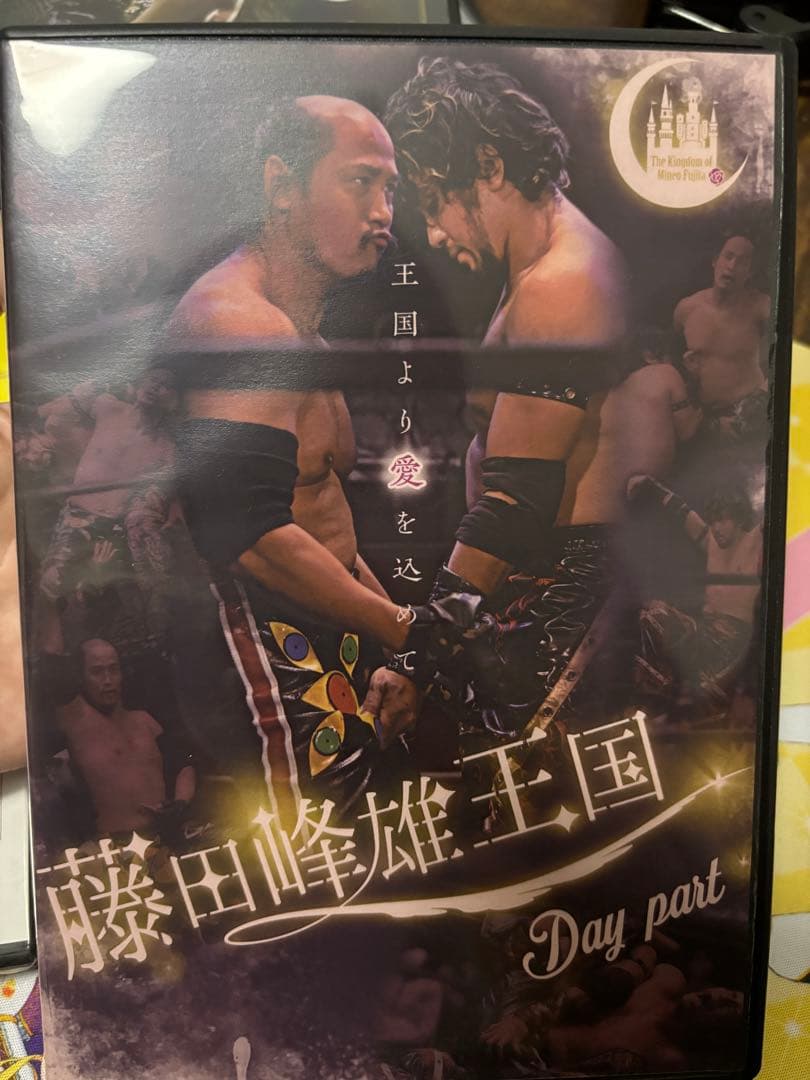 The Kingdom of
Mineo Fujita
王国より愛を込めて
藤田峰雄王国
Day part